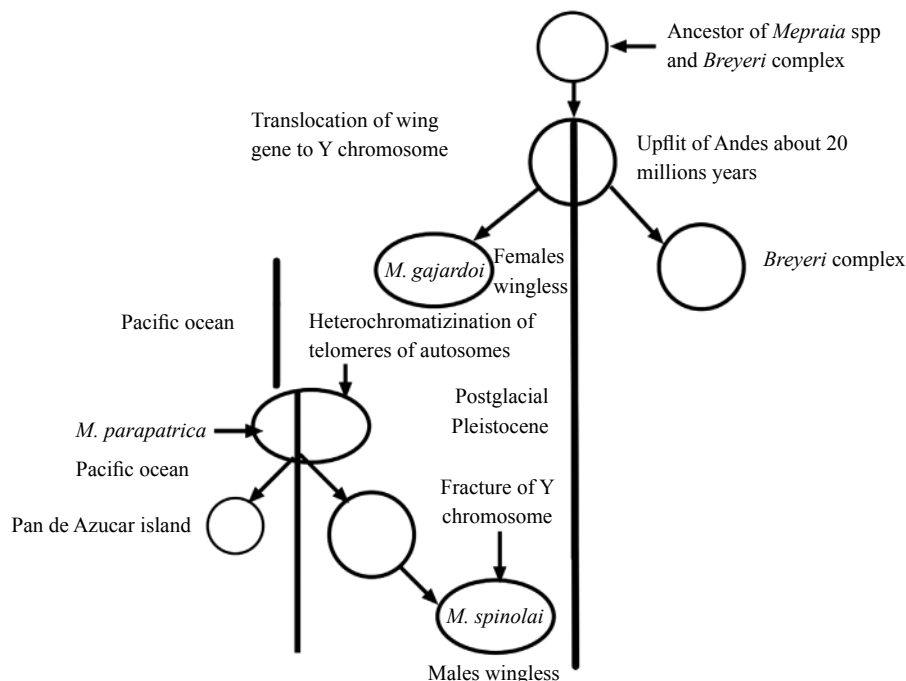 Ancestor of Mepraia spp
and Breyeri complex
Translocation of wing
gene to Y chromosome
Upflit of Andes about 20
millions years
M. gajardoi
Females
wingless
Breyeri complex
Pacific ocean
Heterochromatizination of
telomeres of autosomes
M. parapatrica
Postglacial
Pleistocene
Pacific ocean
Fracture of Y
chromosome
Pan de Azucar island
M. spinolai
Males wingless